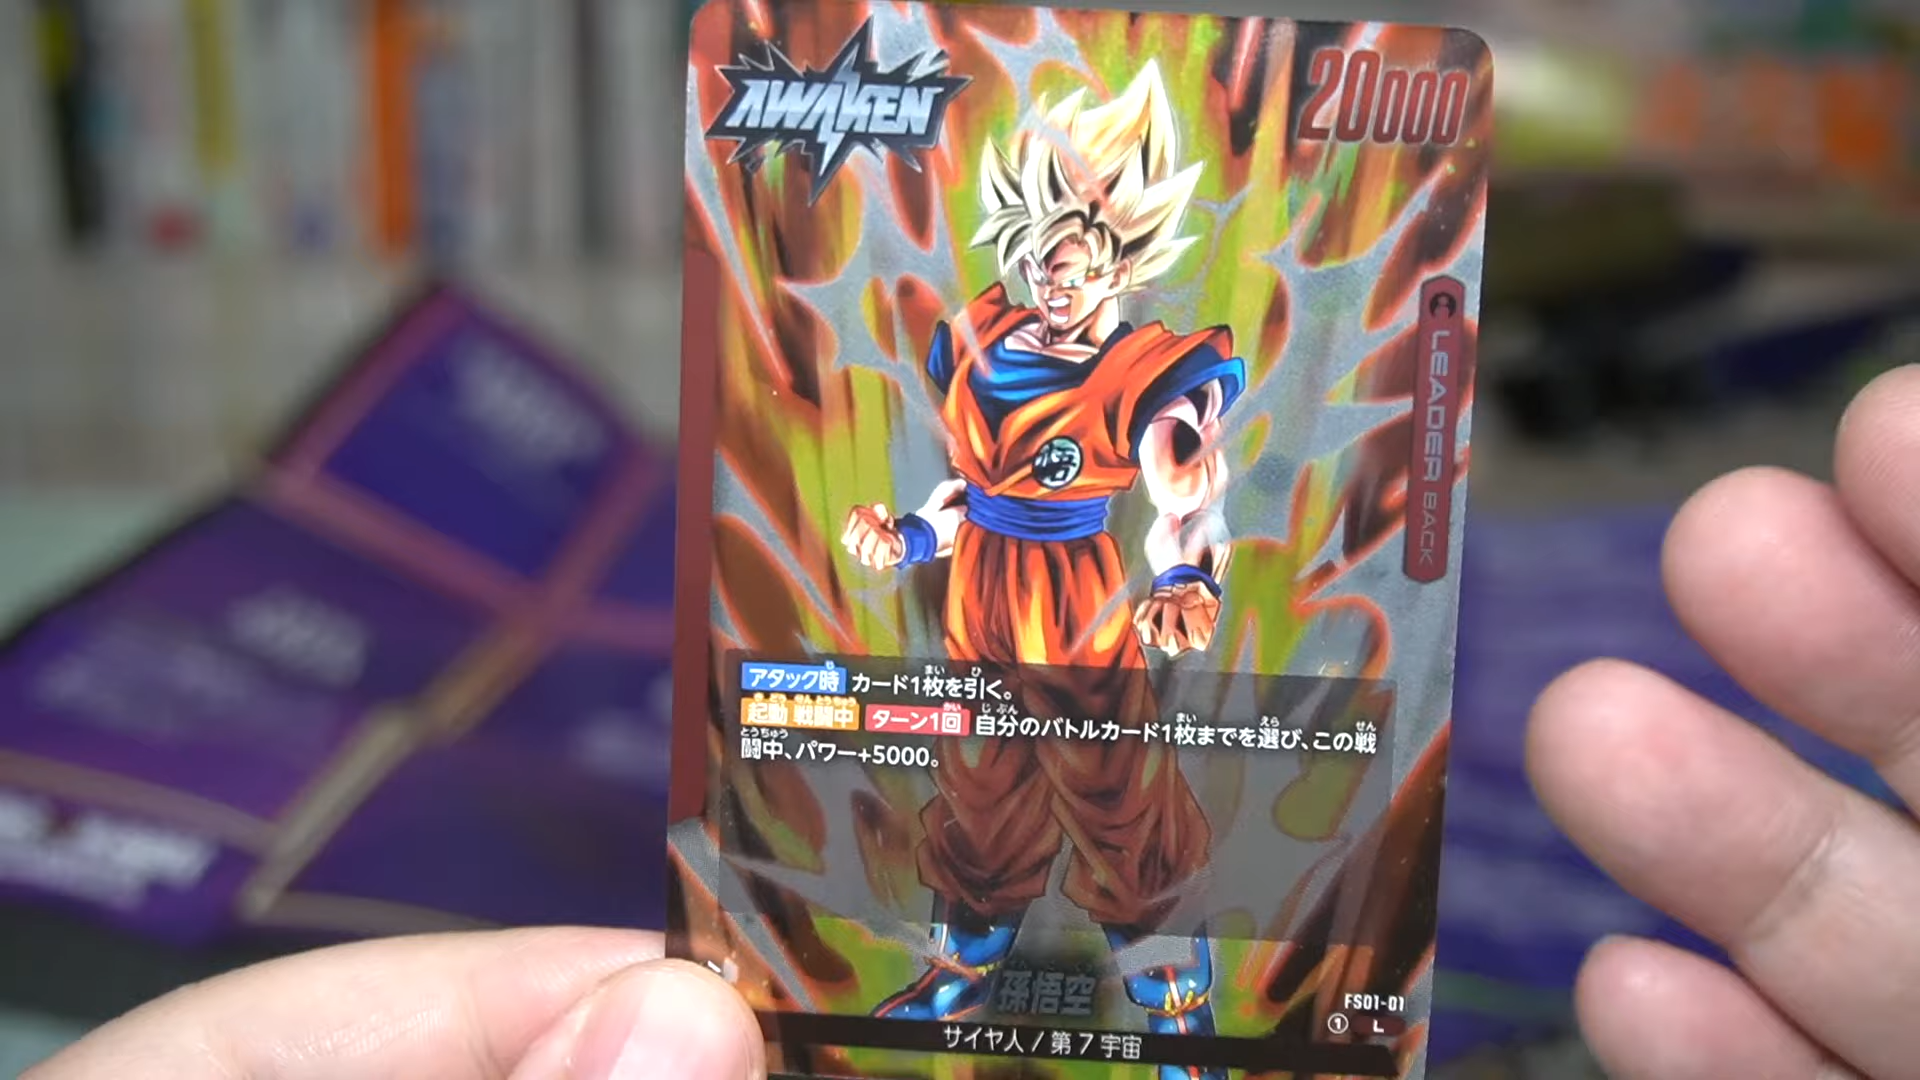 AWAKEN
20000
LEADER BACK
悟
アタック時 カード1枚を引く。
起動 戦闘中 ターン1回 自分のバトルカード1枚までを選び、この戦
闘中、パワー+5000。
孫悟空
FS01-01
① L
サイヤ人 / 第7宇宙